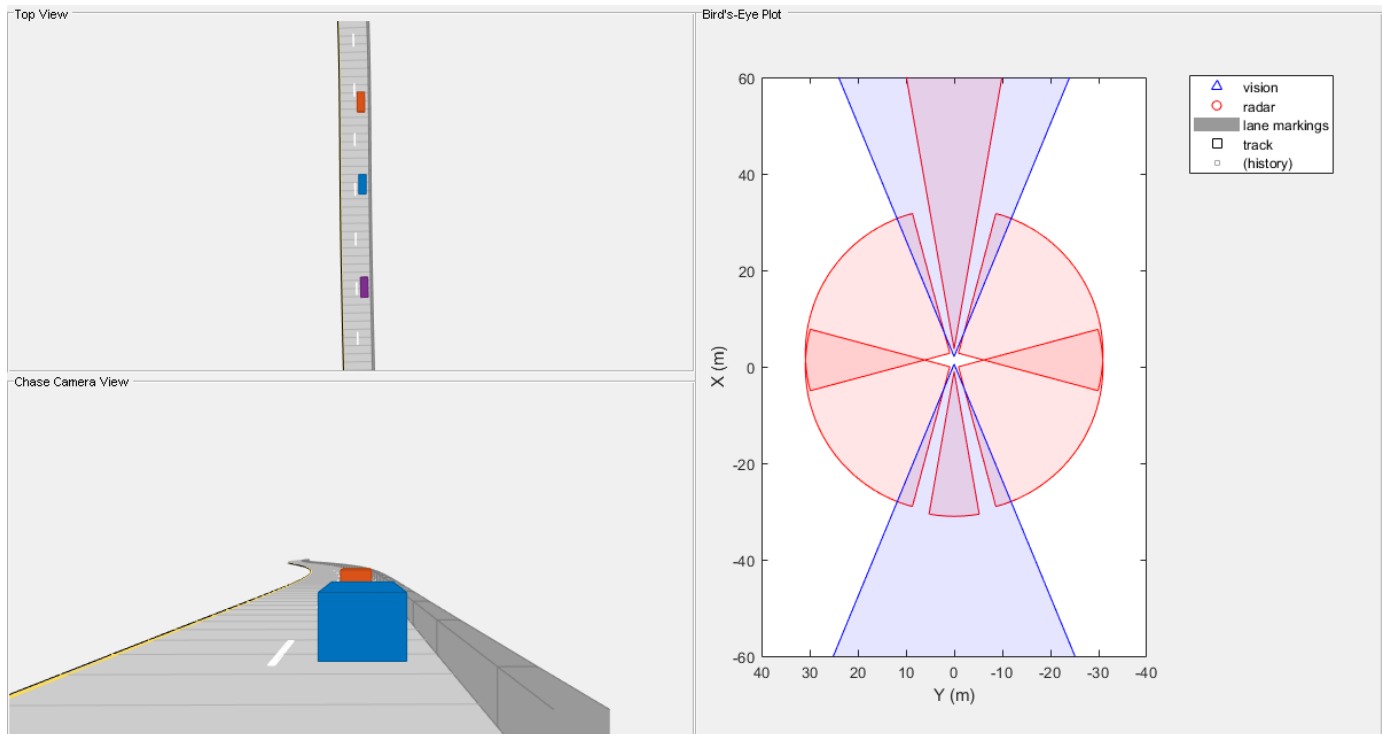 Top View
Chase Camera View
Bird's-Eye Plot
60
40
20
0
-20
-40
-60
X (m)
40 30 20 10 0 -10 -20 -30 -40
Y (m)
vision
radar
lane markings
track
(history)